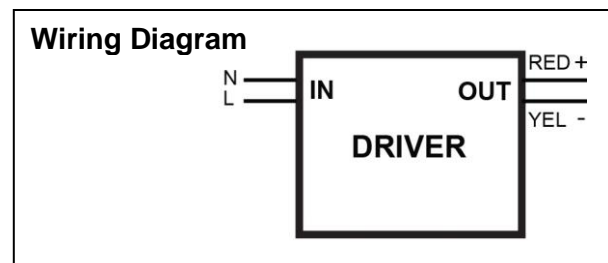 Wiring Diagram
RED +
N
IN OUT
L
YEL -
DRIVER